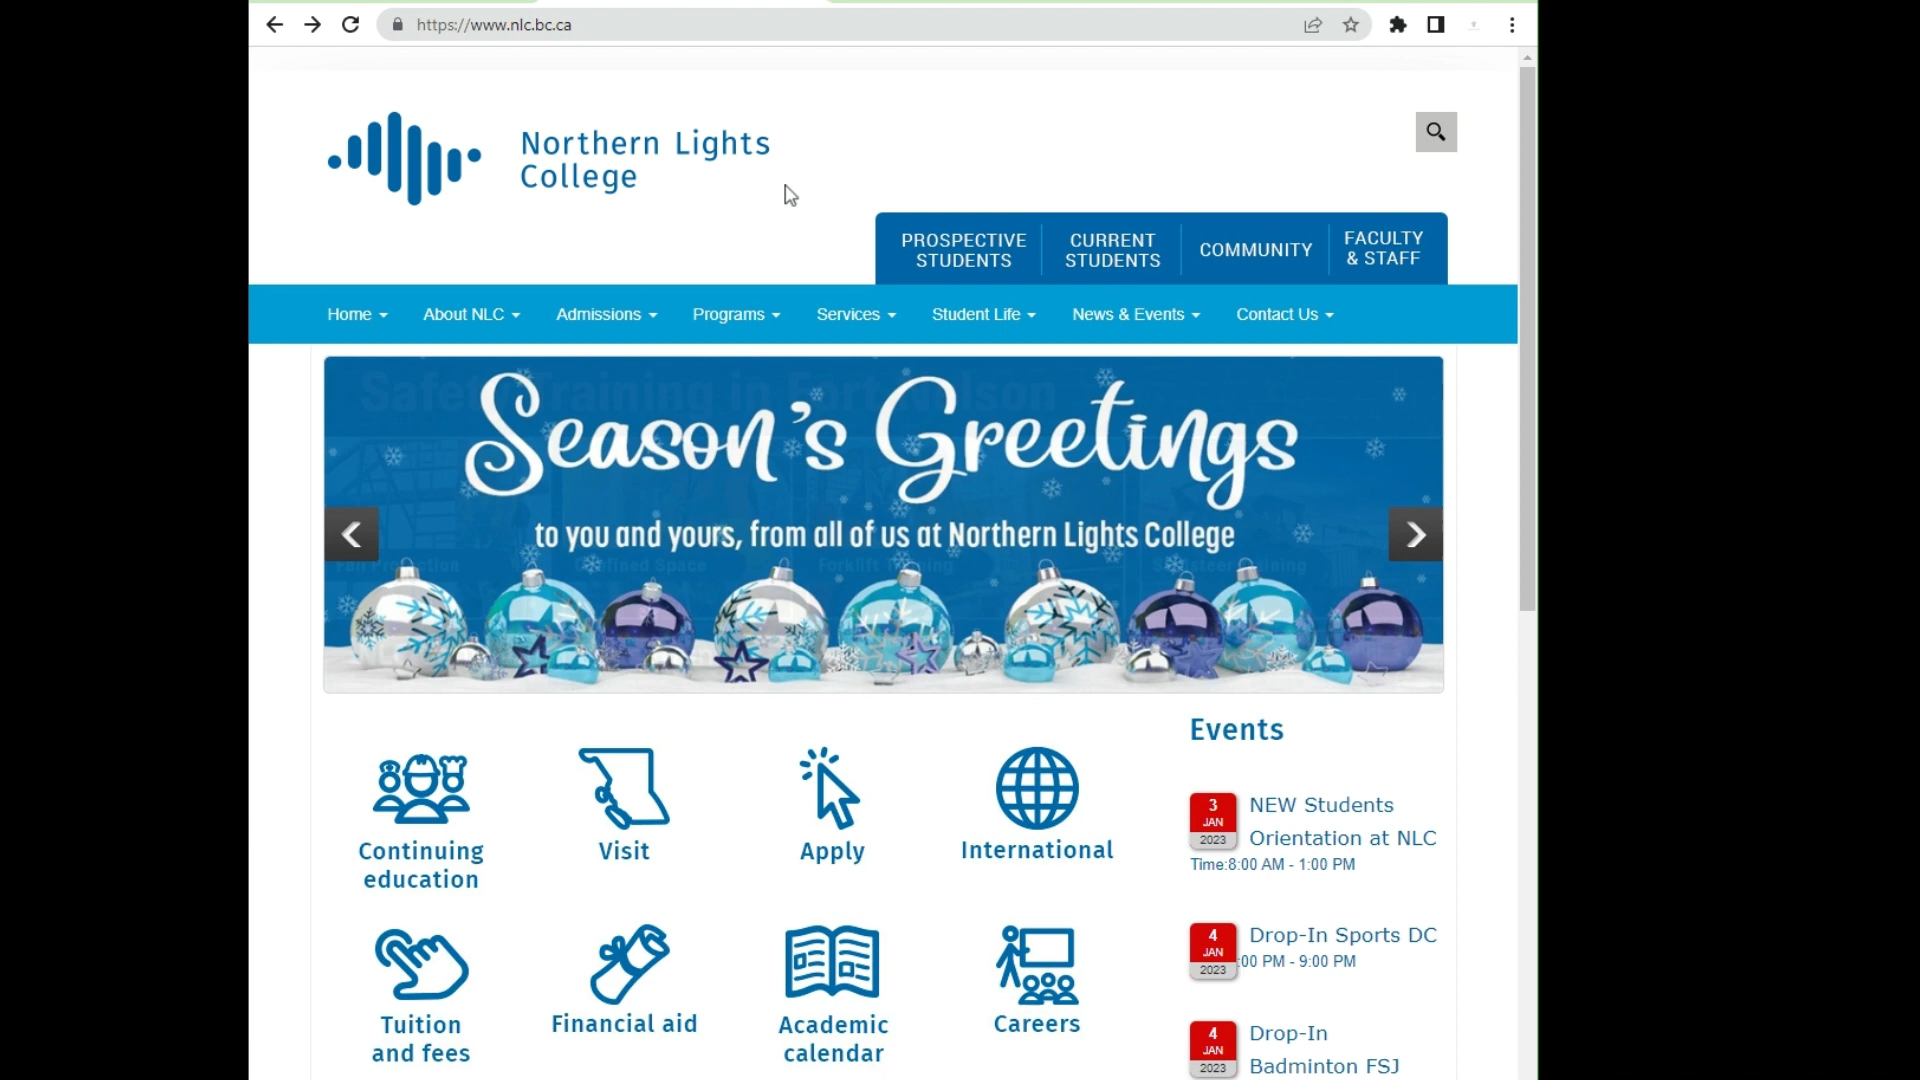 https://www.nlc.bc.ca
Northern Lights
College
PROSPECTIVE
STUDENTS
CURRENT
STUDENTS
COMMUNITY
FACULTY
& STAFF
Home
About NLC
Admissions
Programs
Services
Student Life
News & Events
Contact Us
Season's Greetings
to you and yours, from all of us at Northern Lights College
Continuing
education
Visit
Apply
International
Tuition
and fees
Financial aid
Academic
calendar
Careers
Events
3
JAN
2023
NEW Students
Orientation at NLC
Time:8:00 AM - 1:00 PM
4
JAN
2023
Drop-In Sports DC
:00 PM - 9:00 PM
4
JAN
2023
Drop-In
Badminton FSJ